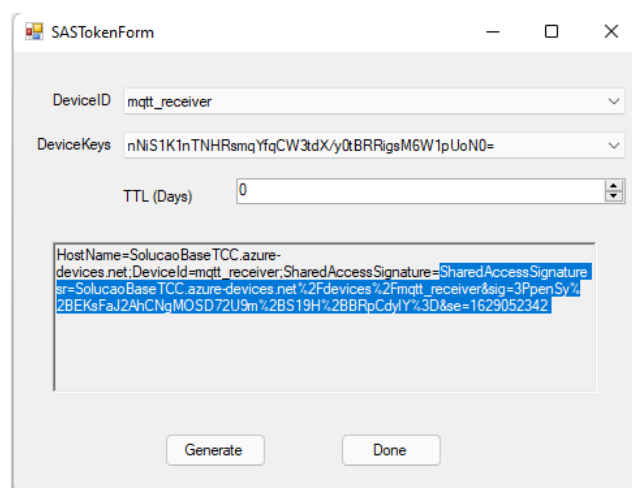 SASTokenForm
DeviceID mqtt_receiver
DeviceKeys nNiS1K1nTNHRsmqYfqCW3tdX/y0tBRRigsM6W1pUoN0=
TTL (Days) 0
HostName=SolucaoBaseTCC.azure-
devices.net;DeviceId=mqtt_receiver;SharedAccessSignature=SharedAccessSignature
sr=SolucaoBaseTCC.azure-devices.net%2Fdevices%2Fmqtt_receiver&sig=3PpenSy%
2BEKsFaJ2AhCNgMOSD72U9m%2BS19H%2BBRpCdylY%3D&se=1629052342
Generate Done